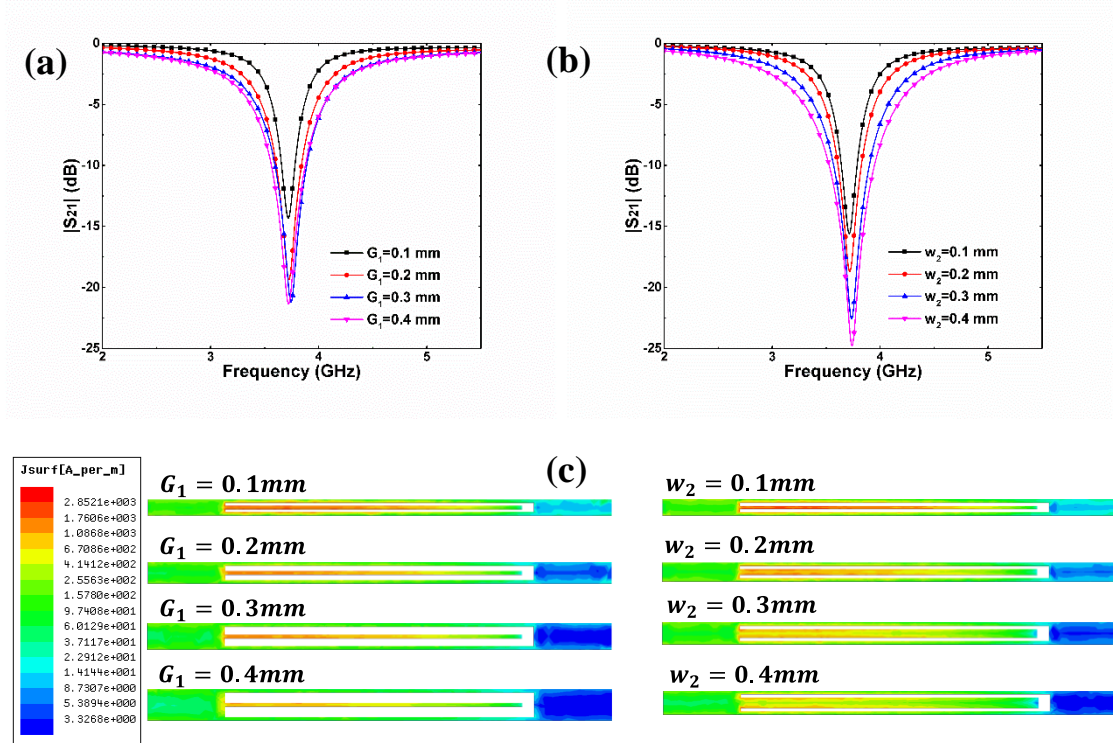 (a)
0
-5
-10
-15
-20
-25
|S21| (dB)
G1=0.1 mm
G1=0.2 mm
G1=0.3 mm
G1=0.4 mm
2 3 4 5
Frequency (GHz)
(b)
0
-5
-10
-15
-20
-25
|S21| (dB)
w2=0.1 mm
w2=0.2 mm
w2=0.3 mm
w2=0.4 mm
2 3 4 5
Frequency (GHz)
(c)
Jsurf[A_per_m]
2.8521e+003
1.7606e+003
1.0868e+003
6.7086e+002
4.1412e+002
2.5563e+002
1.5780e+002
9.7408e+001
6.0129e+001
3.7117e+001
2.2912e+001
1.4144e+001
8.7307e+000
5.3894e+000
3.3268e+000
G1 = 0.1mm
G1 = 0.2mm
G1 = 0.3mm
G1 = 0.4mm
w2 = 0.1mm
w2 = 0.2mm
w2 = 0.3mm
w2 = 0.4mm